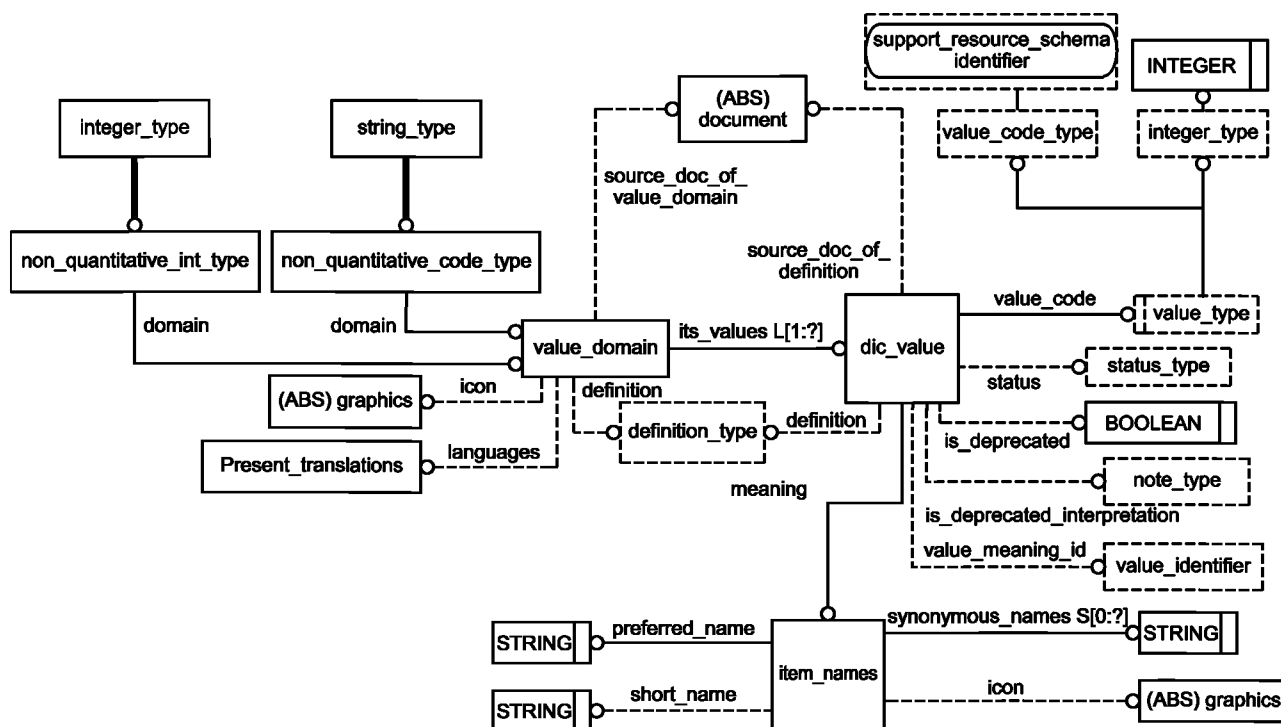 support_resource_schema
identifier
INTEGER
(ABS)
document
integer_type
string_type
value_code_type
integer_type
source_doc_of_
value_domain
non_quantitative_int_type
non_quantitative_code_type
source_doc_of_
definition
domain
domain
value_domain
its_values L[1:?]
dic_value
value_code
value_type
status
status_type
(ABS) graphics
icon
definition
definition_type
definition
is_deprecated
BOOLEAN
Present_translations
languages
meaning
note_type
is_deprecated_interpretation
value_meaning_id
value_identifier
STRING
preferred_name
item_names
synonymous_names S[0:?]
STRING
STRING
short_name
icon
(ABS) graphics